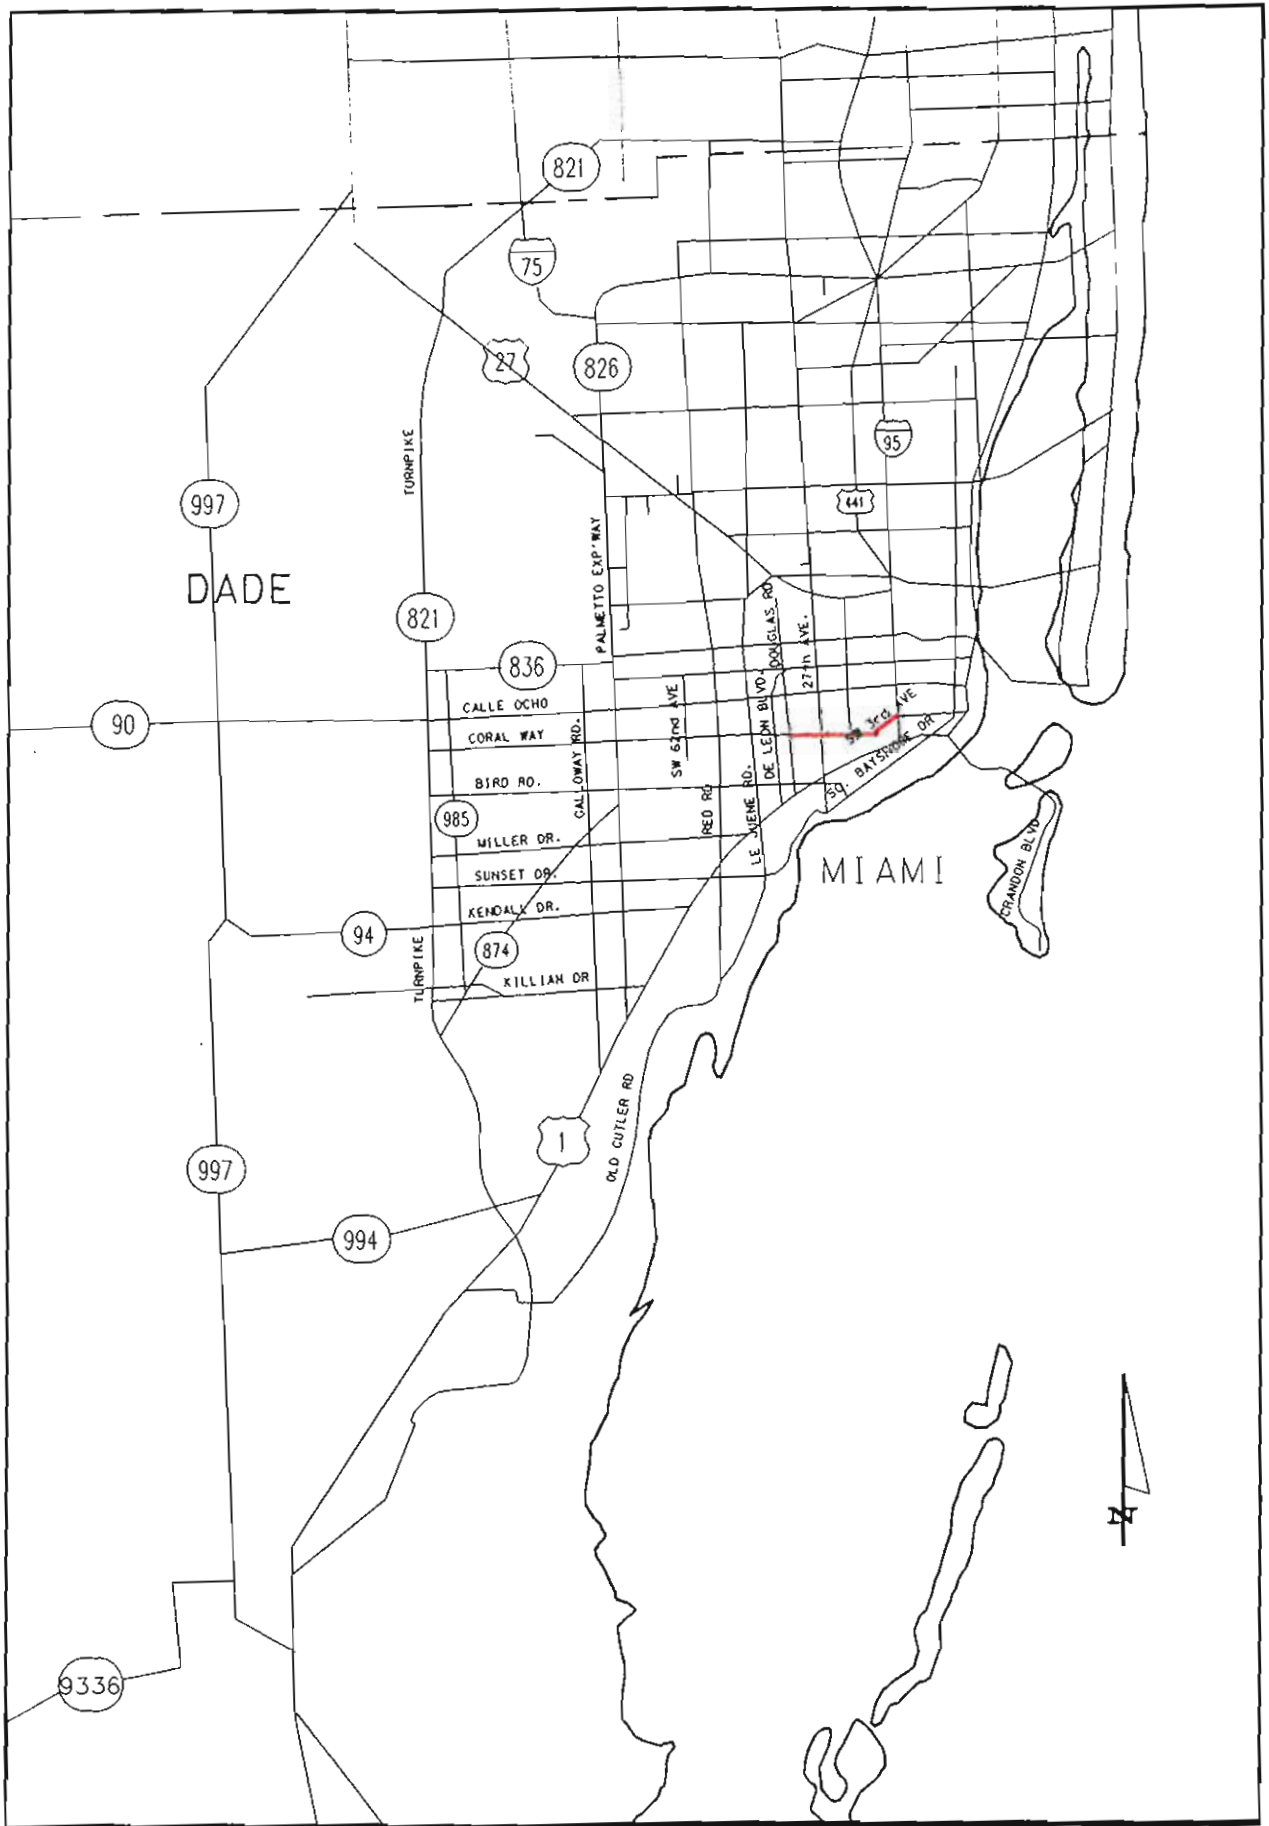 821
75
27
826
TURNPIKE
95
997
441
PALMETTO EXP'WAY
DADE
821
DOUGLAS RD
27th AVE.
836
90
CALLE OCHO
CORAL WAY
CALLOWAY RD.
SW 62nd AVE
DE LEON BLVD.
SW 3rd AVE
SO. BAYSHORE DR
BIRD RD.
985
RED RD
LE JUENE RD.
MILLER DR.
MIAMI
CRANDON BLVD
SUNSET DR.
KENDALL DR.
94
874
TURNPIKE
KILLIAN DR
1
OLD CUTLER RD
997
994
N
9336